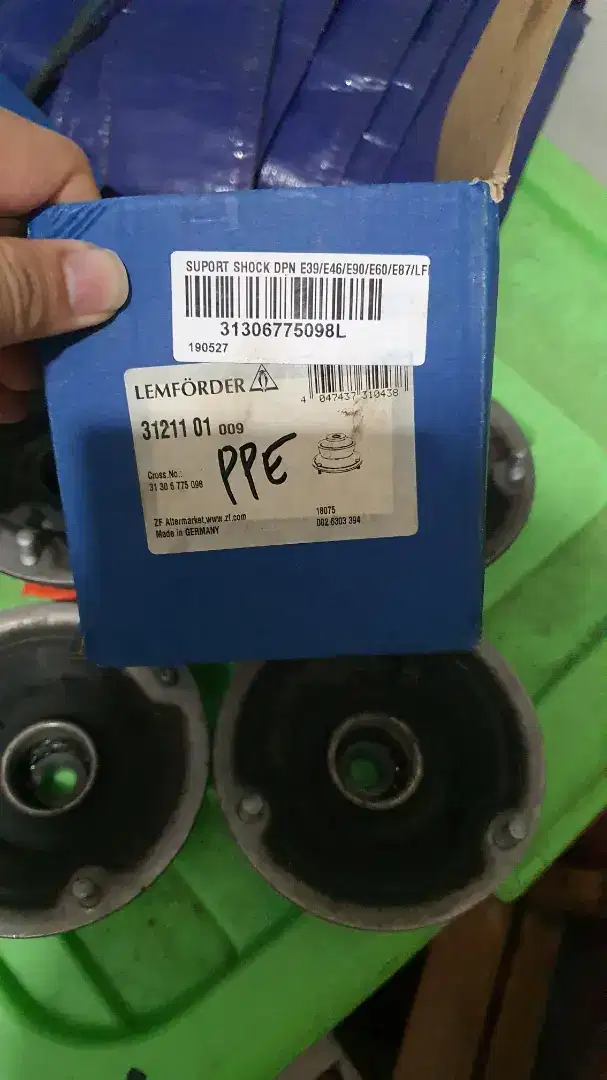 SUPORT SHOCK DPN E39/E46/E90/E60/E87/LF
31306775098L
190527
LEMFÖRDER
4 047437 310438
31211 01 009
PPE
Cross.No.:
31 30 6 775 098
ZF Aftermarket,www.zf.com
Made in GERMANY
18075
002 6303 394